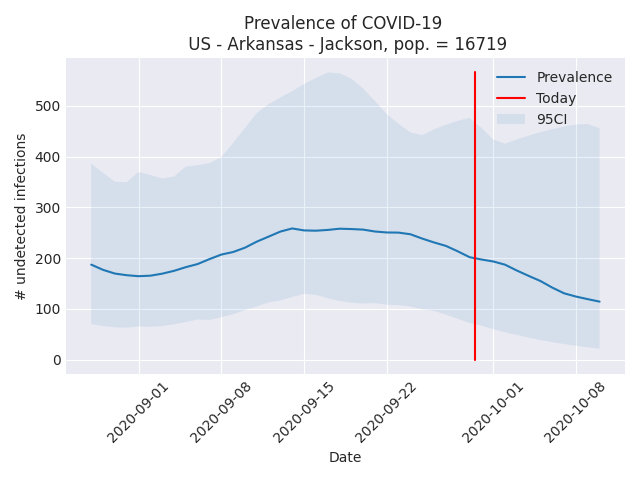 Prevalence of COVID-19
US - Arkansas - Jackson, pop. = 16719
# undetected infections
500
400
300
200
100
0
Prevalence
Today
95CI
2020-09-01
2020-09-08
2020-09-15
2020-09-22
2020-10-01
2020-10-08
Date